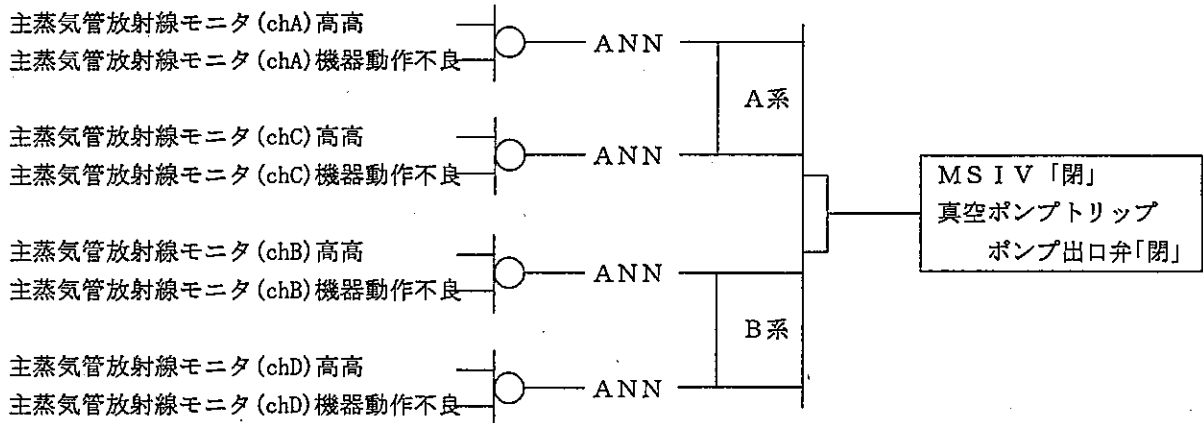 主蒸気管放射線モニタ(chA)高高
主蒸気管放射線モニタ(chA)機器動作不良
ANN
主蒸気管放射線モニタ(chC)高高
主蒸気管放射線モニタ(chC)機器動作不良
ANN
A系
主蒸気管放射線モニタ(chB)高高
主蒸気管放射線モニタ(chB)機器動作不良
ANN
主蒸気管放射線モニタ(chD)高高
主蒸気管放射線モニタ(chD)機器動作不良
ANN
B系
MSIV「閉」
真空ポンプトリップ
ポンプ出口弁「閉」